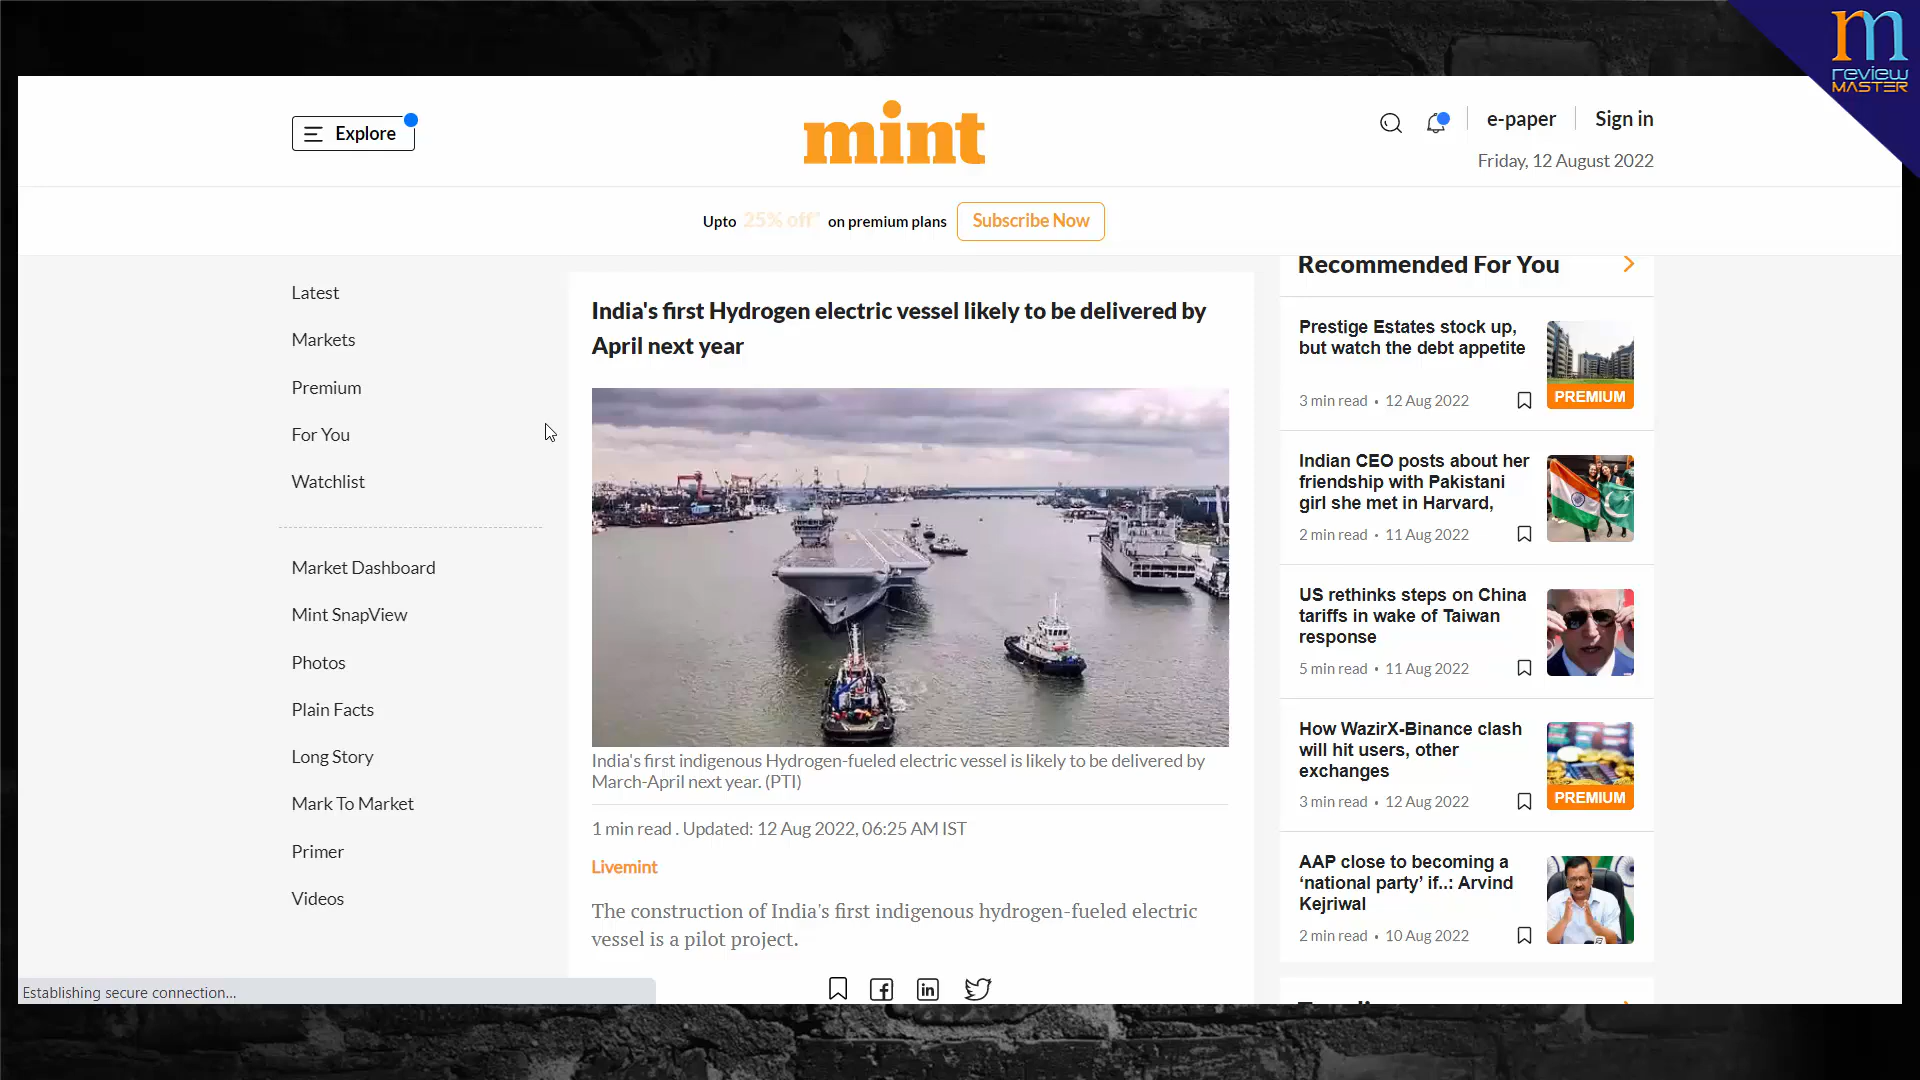 m
review
MASTER
Explore
mint
e-paper
Sign in
Friday, 12 August 2022
Upto 25% off* on premium plans
Subscribe Now
Latest
Markets
Premium
For You
Watchlist
Market Dashboard
Mint SnapView
Photos
Plain Facts
Long Story
Mark To Market
Primer
Videos
India's first Hydrogen electric vessel likely to be delivered by
April next year
India's first indigenous Hydrogen-fueled electric vessel is likely to be delivered by
March-April next year. (PTI)
1 min read . Updated: 12 Aug 2022, 06:25 AM IST
Livemint
The construction of India's first indigenous hydrogen-fueled electric
vessel is a pilot project.
Recommended For You
Prestige Estates stock up,
but watch the debt appetite
3 min read • 12 Aug 2022
PREMIUM
Indian CEO posts about her
friendship with Pakistani
girl she met in Harvard,
2 min read • 11 Aug 2022
US rethinks steps on China
tariffs in wake of Taiwan
response
5 min read • 11 Aug 2022
How WazirX-Binance clash
will hit users, other
exchanges
3 min read • 12 Aug 2022
PREMIUM
AAP close to becoming a
‘national party’ if..: Arvind
Kejriwal
2 min read • 10 Aug 2022
Establishing secure connection...